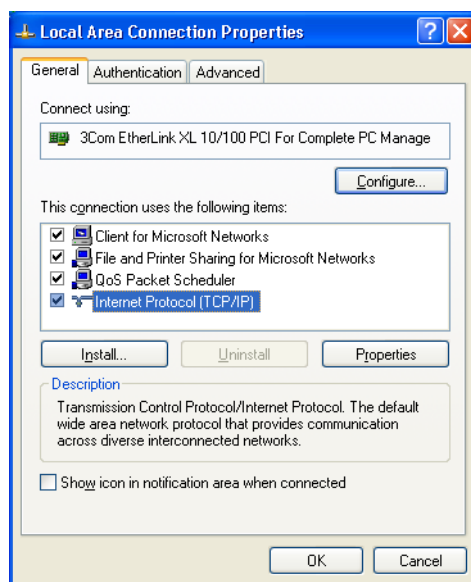 Local Area Connection Properties
General Authentication Advanced
Connect using:
3Com EtherLink XL 10/100 PCI For Complete PC Manage
Configure...
This connection uses the following items:
Client for Microsoft Networks
File and Printer Sharing for Microsoft Networks
QoS Packet Scheduler
Internet Protocol (TCP/IP)
Install... Uninstall Properties
Description
Transmission Control Protocol/Internet Protocol. The default
wide area network protocol that provides communication
across diverse interconnected networks.
Show icon in notification area when connected
OK Cancel